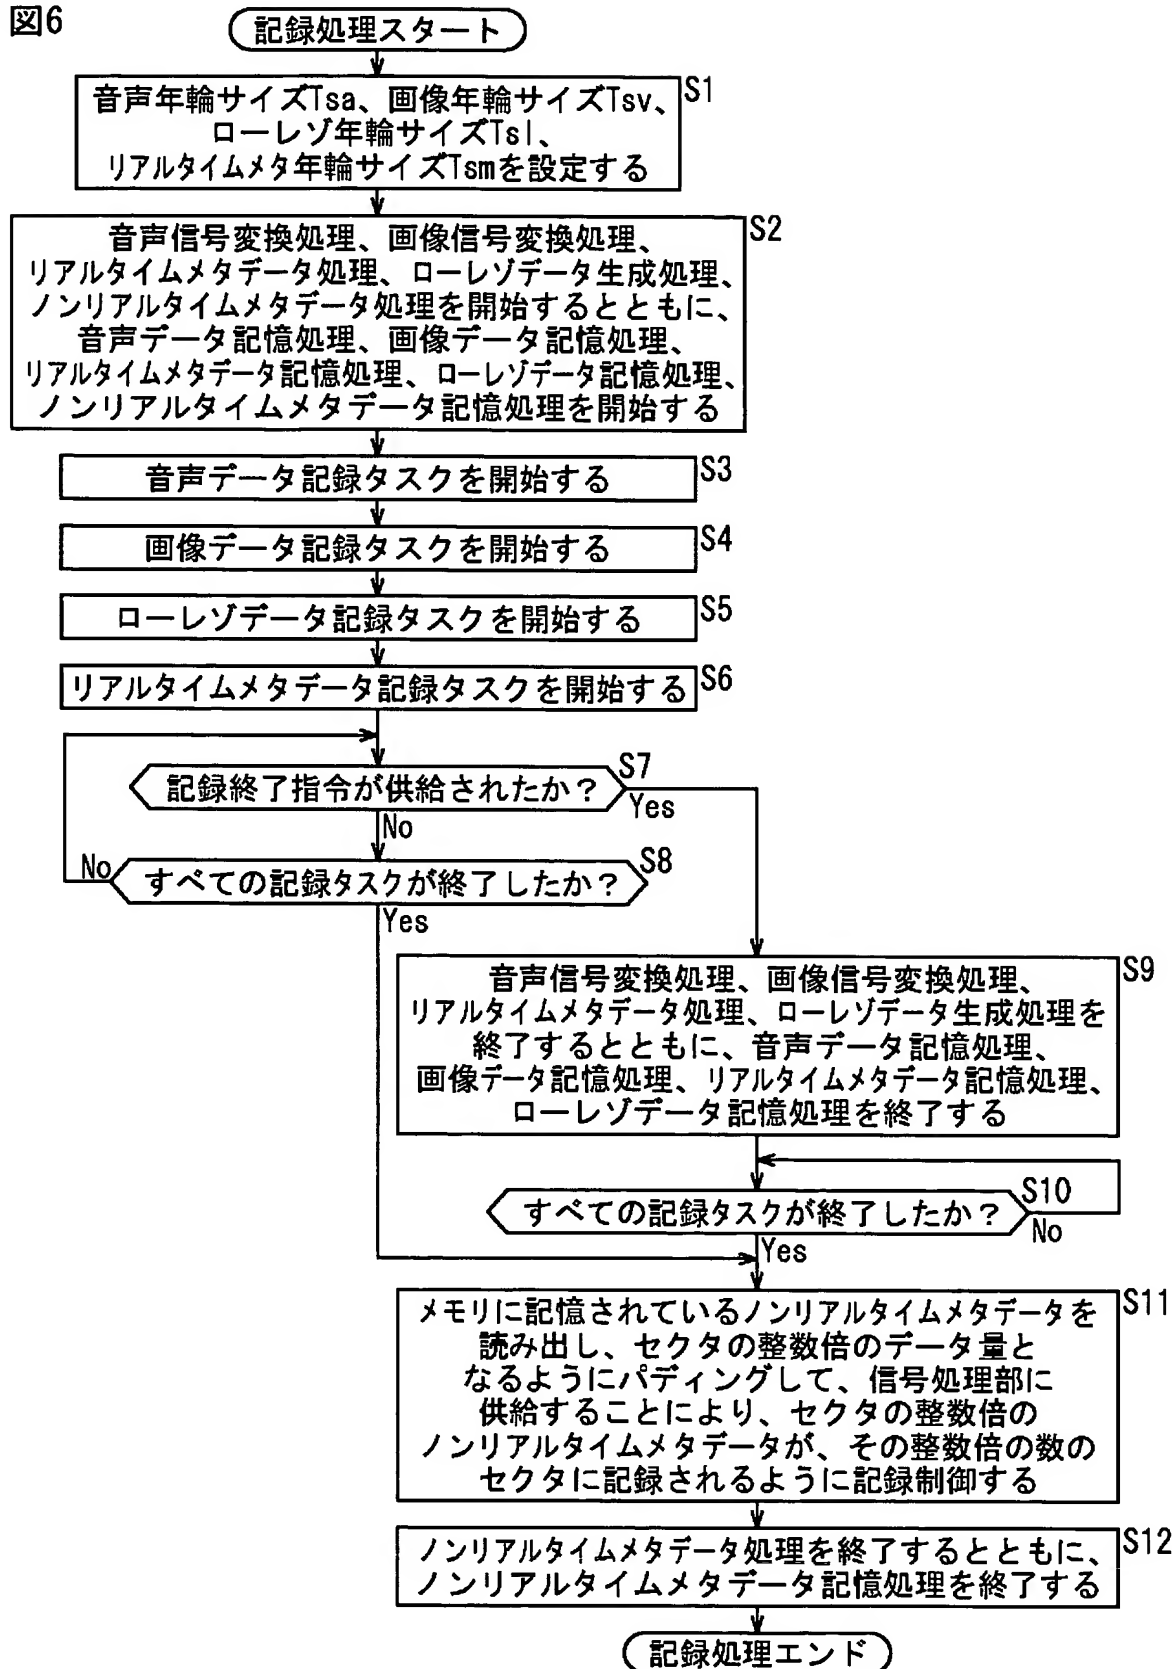 図6
記録処理スタート
S1
音声年輪サイズTsa、画像年輪サイズTsv、
ローレゾ年輪サイズTsl、
リアルタイムメタ年輪サイズTsmを設定する
S2
音声信号変換処理、画像信号変換処理、
リアルタイムメタデータ処理、ローレゾデータ生成処理、
ノンリアルタイムメタデータ処理を開始するとともに、
音声データ記憶処理、画像データ記憶処理、
リアルタイムメタデータ記憶処理、ローレゾデータ記憶処理、
ノンリアルタイムメタデータ記憶処理を開始する
S3
音声データ記録タスクを開始する
S4
画像データ記録タスクを開始する
S5
ローレゾデータ記録タスクを開始する
S6
リアルタイムメタデータ記録タスクを開始する
S7
記録終了指令が供給されたか？
Yes
No
S8
No
すべての記録タスクが終了したか？
Yes
S9
音声信号変換処理、画像信号変換処理、
リアルタイムメタデータ処理、ローレゾデータ生成処理を
終了するとともに、音声データ記憶処理、
画像データ記憶処理、リアルタイムメタデータ記憶処理、
ローレゾデータ記憶処理を終了する
S10
すべての記録タスクが終了したか？
No
Yes
S11
メモリに記憶されているノンリアルタイムメタデータを
読み出し、セクタの整数倍のデータ量と
なるようにパディングして、信号処理部に
供給することにより、セクタの整数倍の
ノンリアルタイムメタデータが、その整数倍の数の
セクタに記録されるように記録制御する
S12
ノンリアルタイムメタデータ処理を終了するとともに、
ノンリアルタイムメタデータ記憶処理を終了する
記録処理エンド